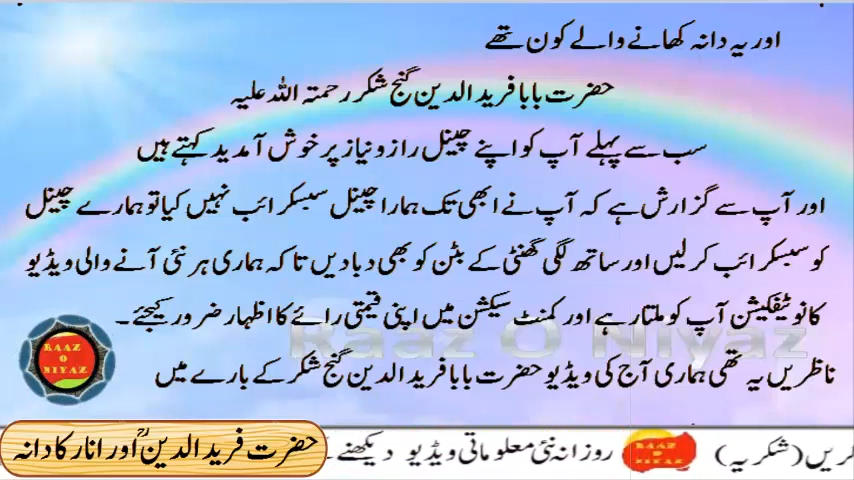 اور یہ دانہ کھانے والے کون تھے
حضرت بابا فرید الدین گنج شکر رحمتہ اللہ علیہ
سب سے پہلے آپ کو اپنے چینل راز و نیاز پر خوش آمدید کہتے ہیں
اور آپ سے گزارش ہے کہ آپ نے ابھی تک ہمارا چینل سبسکرائب نہیں کیا تو ہمارے چینل
کو سبسکرائب کر لیں اور ساتھ لگی گھنٹی کے بٹن کو بھی دبا دیں تاکہ ہماری ہر نئی آنے والی ویڈیو
کا نوٹیفکیشن آپ کو ملتا رہے اور کمنٹ سیکشن میں اپنی قیمتی رائے کا اظہار ضرور کیجئے۔
Raaz O Niyaz
ناظریں یہ تھی ہماری آج کی ویڈیو حضرت بابا فرید الدین گنج شکر کے بارے میں
RAAZ
O
NIYAZ
کریں (شکریہ) RAAZ O NIYAZ روزانہ نئی معلوماتی ویڈیو دیکھنے
حضرت فرید الدینؒ اور انار کا دانہ